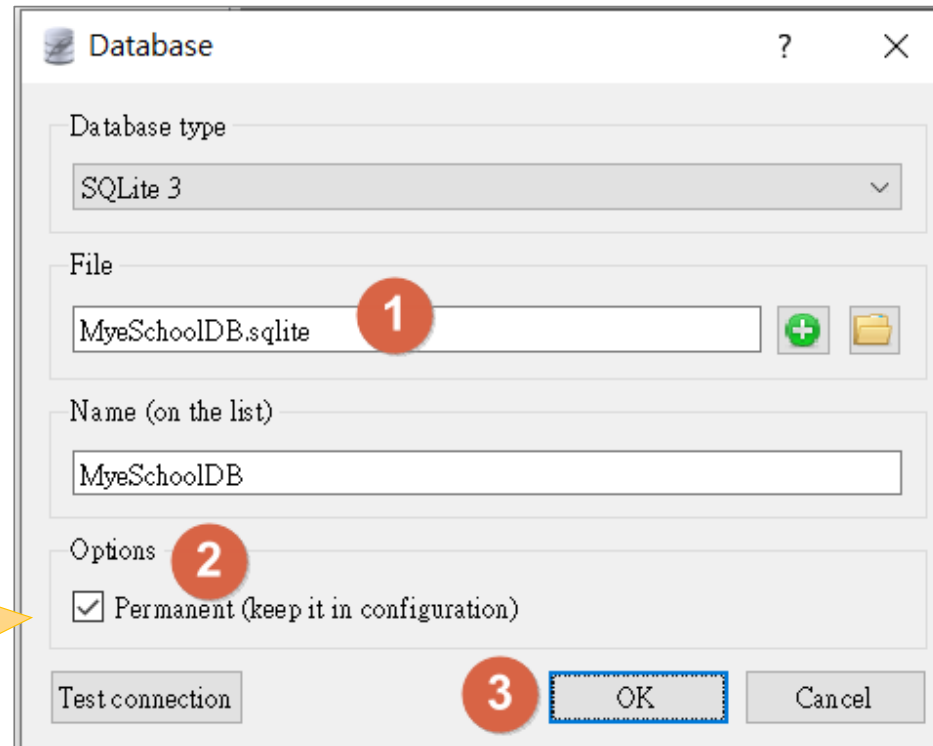 Database
Database type
SQLite 3
File
MyeSchoolDB.sqlite
1
Name (on the list)
MyeSchoolDB
Options
2
Permanent (keep it in configuration)
Test connection
3
OK
Cancel